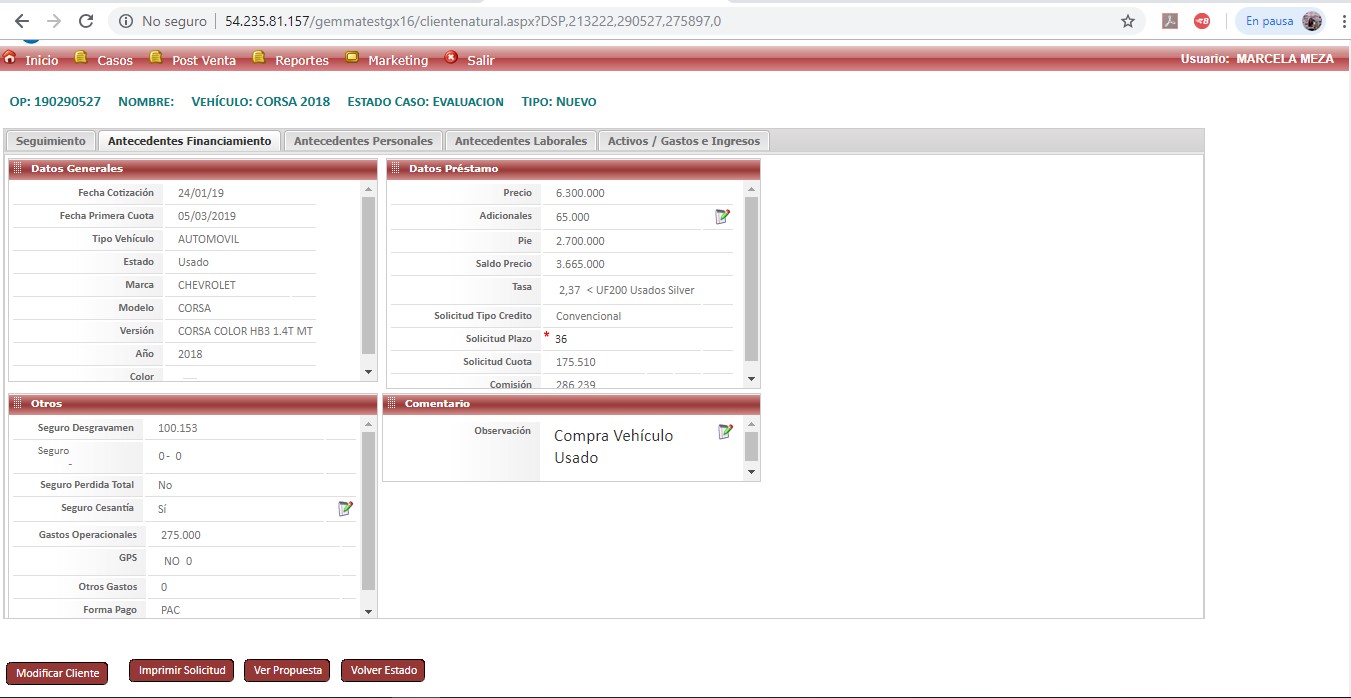 No seguro
54.235.81.157/gemmatestgx16/clientenatural.aspx?DSP,213222,290527,275897,0
En pausa
Inicio Casos Post Venta Reportes Marketing Salir
Usuario: MARCELA MEZA
OP: 190290527 NOMBRE: VEHÍCULO: CORSA 2018 ESTADO CASO: EVALUACION TIPO: NUEVO
Seguimiento Antecedentes Financiamiento Antecedentes Personales Antecedentes Laborales Activos / Gastos e Ingresos
Datos Generales
Fecha Cotización 24/01/19
Fecha Primera Cuota 05/03/2019
Tipo Vehículo AUTOMOVIL
Estado Usado
Marca CHEVROLET
Modelo CORSA
Versión CORSA COLOR HB3 1.4T MT
Año 2018
Color
Datos Préstamo
Precio 6.300.000
Adicionales 65.000
Pie 2.700.000
Saldo Precio 3.665.000
Tasa 2,37 < UF200 Usados Silver
Solicitud Tipo Credito Convencional
Solicitud Plazo * 36
Solicitud Cuota 175.510
Comisión 286.239
Otros
Seguro Desgravamen 100.153
Seguro
- 0 - 0
Seguro Perdida Total No
Seguro Cesantía Sí
Gastos Operacionales 275.000
GPS NO 0
Otros Gastos 0
Forma Pago PAC
Comentario
Observación Compra Vehículo
Usado
Modificar Cliente Imprimir Solicitud Ver Propuesta Volver Estado